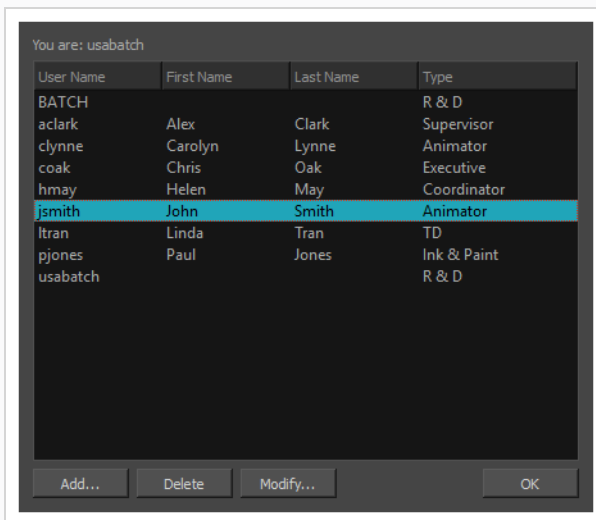 You are: usabatch
User Name First Name Last Name Type
BATCH R & D
aclark Alex Clark Supervisor
clynne Carolyn Lynne Animator
coak Chris Oak Executive
hmay Helen May Coordinator
jsmith John Smith Animator
ltran Linda Tran TD
pjones Paul Jones Ink & Paint
usabatch R & D
Add... Delete Modify... OK